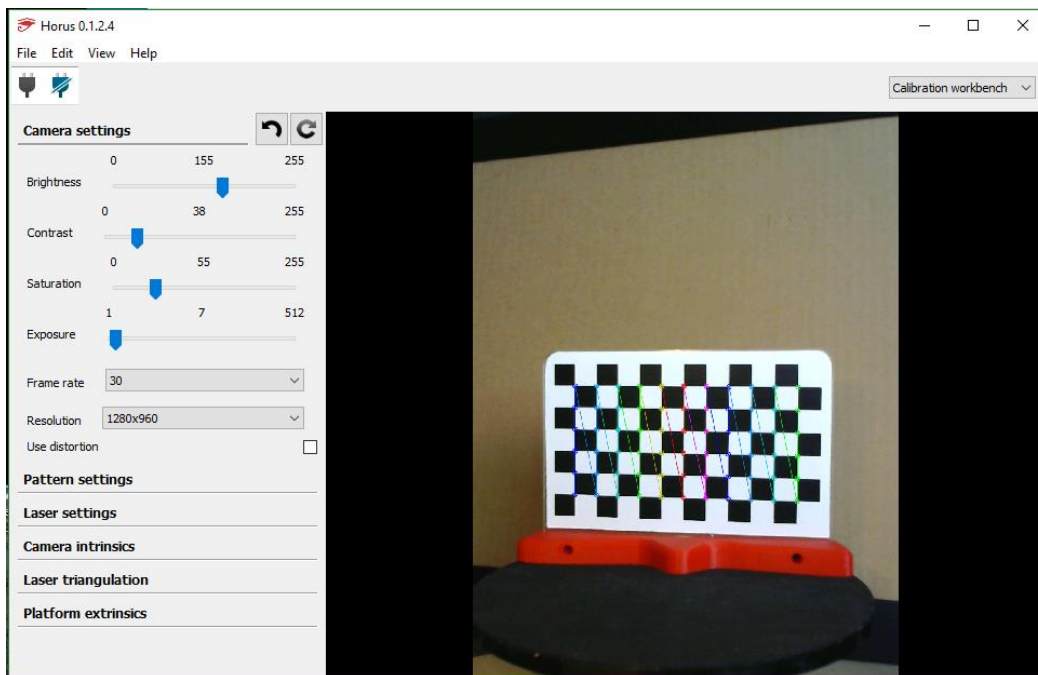 Horus 0.1.2.4
File Edit View Help
Calibration workbench
Camera settings
0 155 255
Brightness
0 38 255
Contrast
0 55 255
Saturation
1 7 512
Exposure
Frame rate 30
Resolution 1280x960
Use distortion
Pattern settings
Laser settings
Camera intrinsics
Laser triangulation
Platform extrinsics